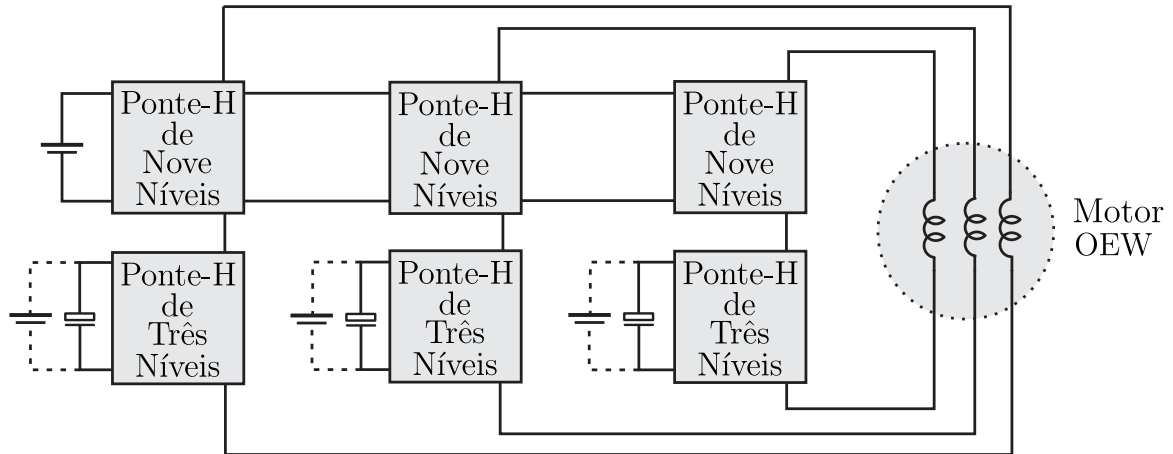 Ponte-H
de
Nove
Níveis
Ponte-H
de
Nove
Níveis
Ponte-H
de
Nove
Níveis
Motor
OEW
Ponte-H
de
Três
Níveis
Ponte-H
de
Três
Níveis
Ponte-H
de
Três
Níveis